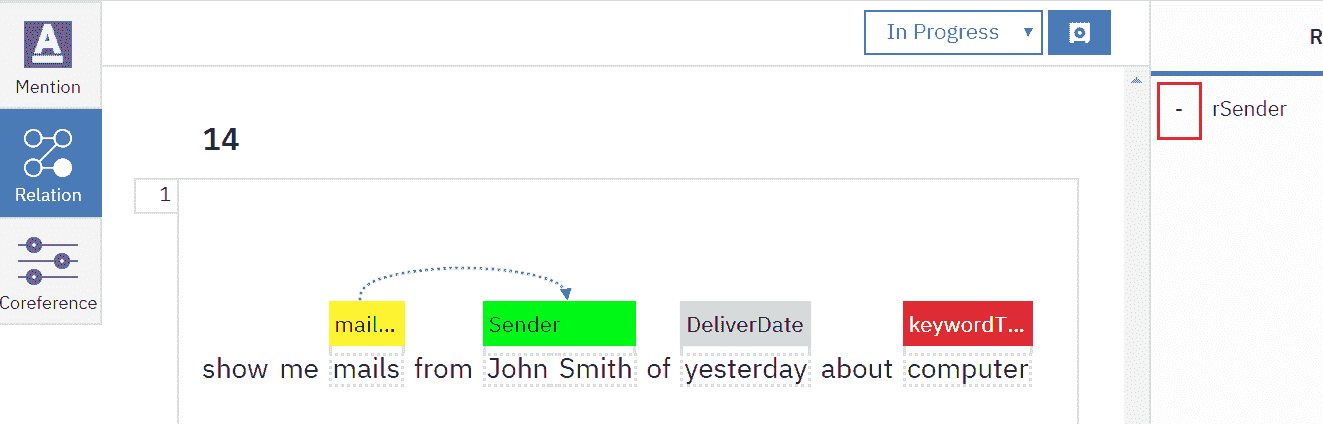 Mention
Relation
Coreference
In Progress
R
- rSender
14
1
mail...
Sender
DeliverDate
keywordT...
show me mails from John Smith of yesterday about computer